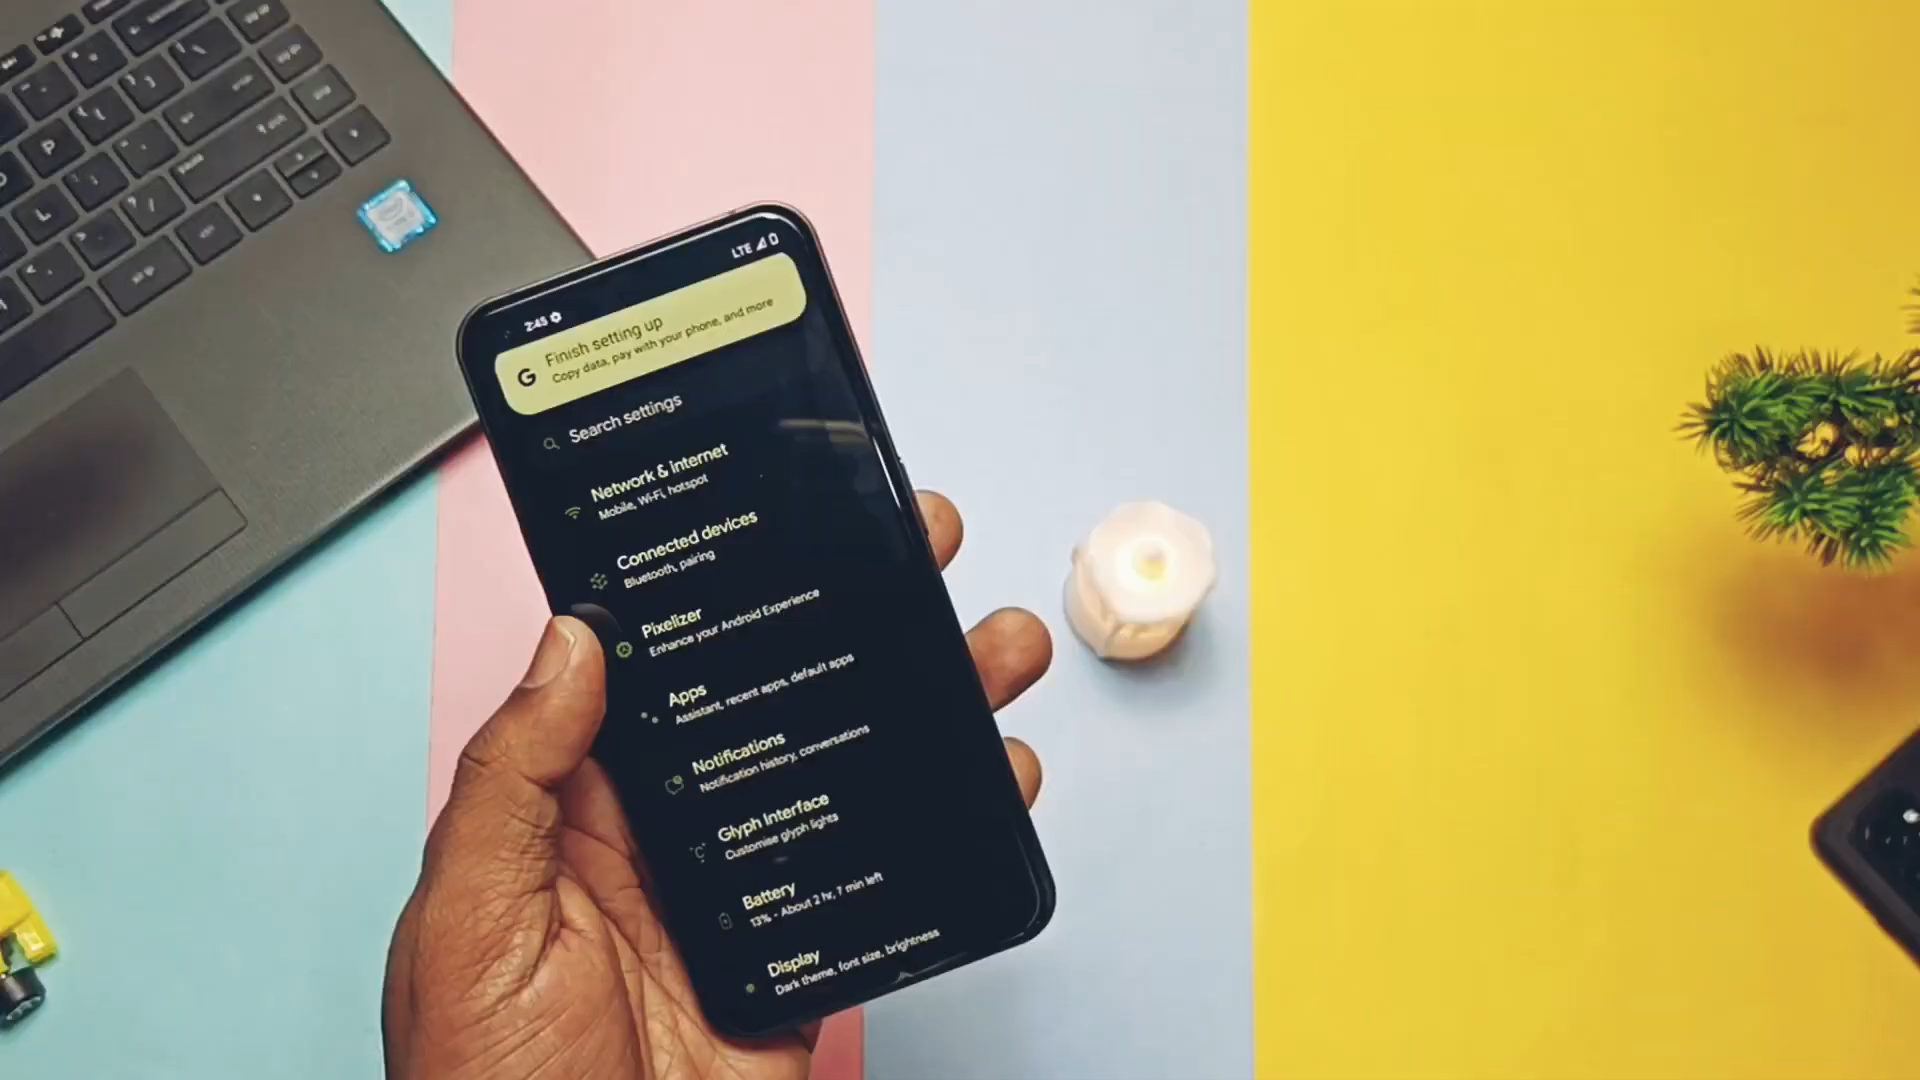 2:45
LTE
Finish setting up
Copy data, pay with your phone, and more
Search settings
Network & internet
Mobile, Wi-Fi, hotspot
Connected devices
Bluetooth, pairing
Pixelizer
Enhance your Android Experience
Apps
Assistant, recent apps, default apps
Notifications
Notification history, conversations
Glyph Interface
Customise glyph lights
Battery
13% - About 2 hr, 7 min left
Display
Dark theme, font size, brightness
P
L